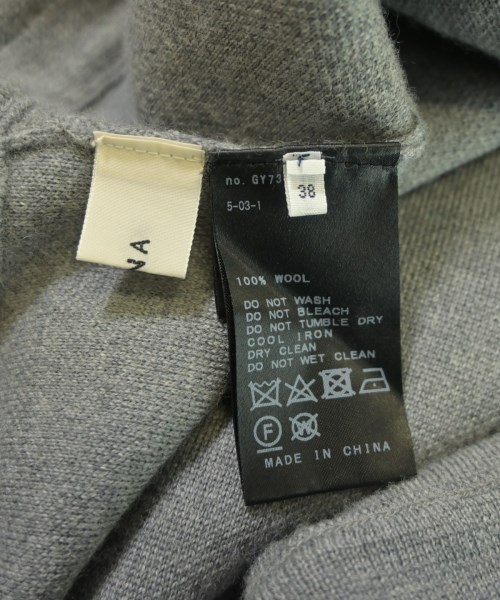 no. GY73
38
5-03-1
100% WOOL
DO NOT WASH
DO NOT BLEACH
DO NOT TUMBLE DRY
COOL IRON
DRY CLEAN
DO NOT WET CLEAN
F
W
MADE IN CHINA
NA